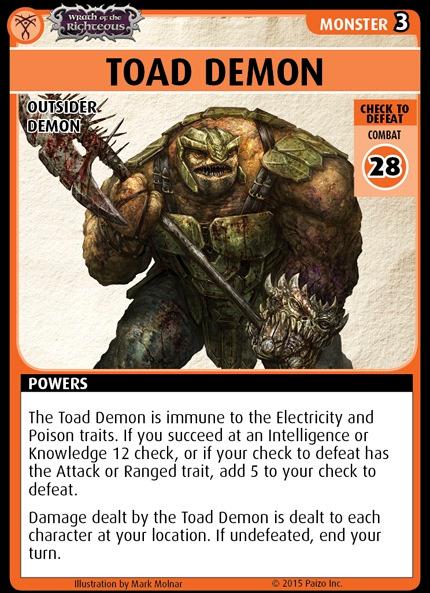 Wrath of the
Righteous
MONSTER 3
TOAD DEMON
OUTSIDER
DEMON
CHECK TO
DEFEAT
COMBAT
28
POWERS
The Toad Demon is immune to the Electricity and
Poison traits. If you succeed at an Intelligence or
Knowledge 12 check, or if your check to defeat has
the Attack or Ranged trait, add 5 to your check to
defeat.
Damage dealt by the Toad Demon is dealt to each
character at your location. If undefeated, end your
turn.
Illustration by Mark Molnar
© 2015 Paizo Inc.